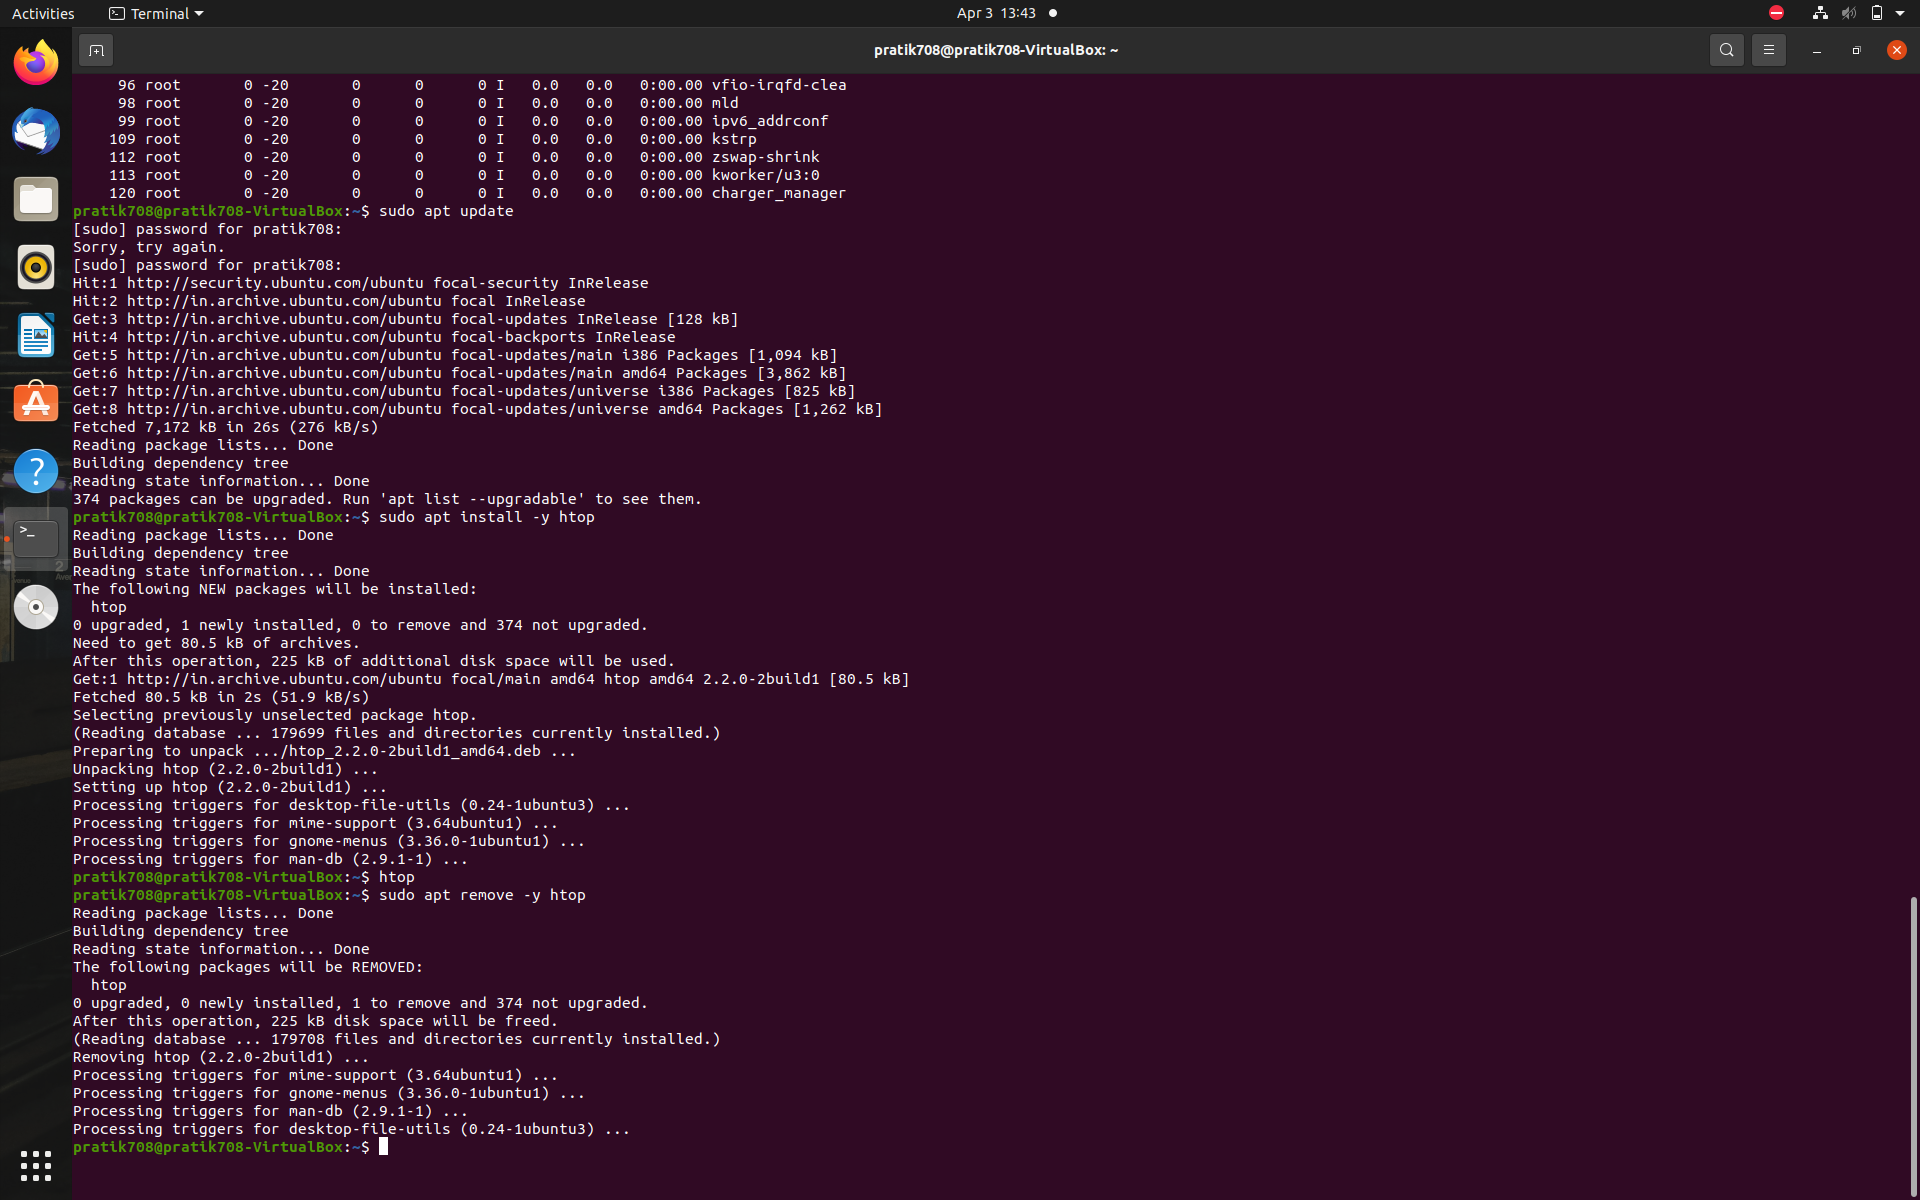 Activities Terminal Apr 3 13:43
pratik708@pratik708-VirtualBox: ~
96 root 0 -20 0 0 0 I 0.0 0.0 0:00.00 vfio-irqfd-clea
98 root 0 -20 0 0 0 I 0.0 0.0 0:00.00 mld
99 root 0 -20 0 0 0 I 0.0 0.0 0:00.00 ipv6_addrconf
109 root 0 -20 0 0 0 I 0.0 0.0 0:00.00 kstrp
112 root 0 -20 0 0 0 I 0.0 0.0 0:00.00 zswap-shrink
113 root 0 -20 0 0 0 I 0.0 0.0 0:00.00 kworker/u3:0
120 root 0 -20 0 0 0 I 0.0 0.0 0:00.00 charger_manager
pratik708@pratik708-VirtualBox:~$ sudo apt update
[sudo] password for pratik708:
Sorry, try again.
[sudo] password for pratik708:
Hit:1 http://security.ubuntu.com/ubuntu focal-security InRelease
Hit:2 http://in.archive.ubuntu.com/ubuntu focal InRelease
Get:3 http://in.archive.ubuntu.com/ubuntu focal-updates InRelease [128 kB]
Hit:4 http://in.archive.ubuntu.com/ubuntu focal-backports InRelease
Get:5 http://in.archive.ubuntu.com/ubuntu focal-updates/main i386 Packages [1,094 kB]
Get:6 http://in.archive.ubuntu.com/ubuntu focal-updates/main amd64 Packages [3,862 kB]
Get:7 http://in.archive.ubuntu.com/ubuntu focal-updates/universe i386 Packages [825 kB]
Get:8 http://in.archive.ubuntu.com/ubuntu focal-updates/universe amd64 Packages [1,262 kB]
Fetched 7,172 kB in 26s (276 kB/s)
Reading package lists... Done
Building dependency tree
Reading state information... Done
374 packages can be upgraded. Run 'apt list --upgradable' to see them.
pratik708@pratik708-VirtualBox:~$ sudo apt install -y htop
Reading package lists... Done
Building dependency tree
Reading state information... Done
The following NEW packages will be installed:
htop
0 upgraded, 1 newly installed, 0 to remove and 374 not upgraded.
Need to get 80.5 kB of archives.
After this operation, 225 kB of additional disk space will be used.
Get:1 http://in.archive.ubuntu.com/ubuntu focal/main amd64 htop amd64 2.2.0-2build1 [80.5 kB]
Fetched 80.5 kB in 2s (51.9 kB/s)
Selecting previously unselected package htop.
(Reading database ... 179699 files and directories currently installed.)
Preparing to unpack .../htop_2.2.0-2build1_amd64.deb ...
Unpacking htop (2.2.0-2build1) ...
Setting up htop (2.2.0-2build1) ...
Processing triggers for desktop-file-utils (0.24-1ubuntu3) ...
Processing triggers for mime-support (3.64ubuntu1) ...
Processing triggers for gnome-menus (3.36.0-1ubuntu1) ...
Processing triggers for man-db (2.9.1-1) ...
pratik708@pratik708-VirtualBox:~$ htop
pratik708@pratik708-VirtualBox:~$ sudo apt remove -y htop
Reading package lists... Done
Building dependency tree
Reading state information... Done
The following packages will be REMOVED:
htop
0 upgraded, 0 newly installed, 1 to remove and 374 not upgraded.
After this operation, 225 kB disk space will be freed.
(Reading database ... 179708 files and directories currently installed.)
Removing htop (2.2.0-2build1) ...
Processing triggers for mime-support (3.64ubuntu1) ...
Processing triggers for gnome-menus (3.36.0-1ubuntu1) ...
Processing triggers for man-db (2.9.1-1) ...
Processing triggers for desktop-file-utils (0.24-1ubuntu3) ...
pratik708@pratik708-VirtualBox:~$